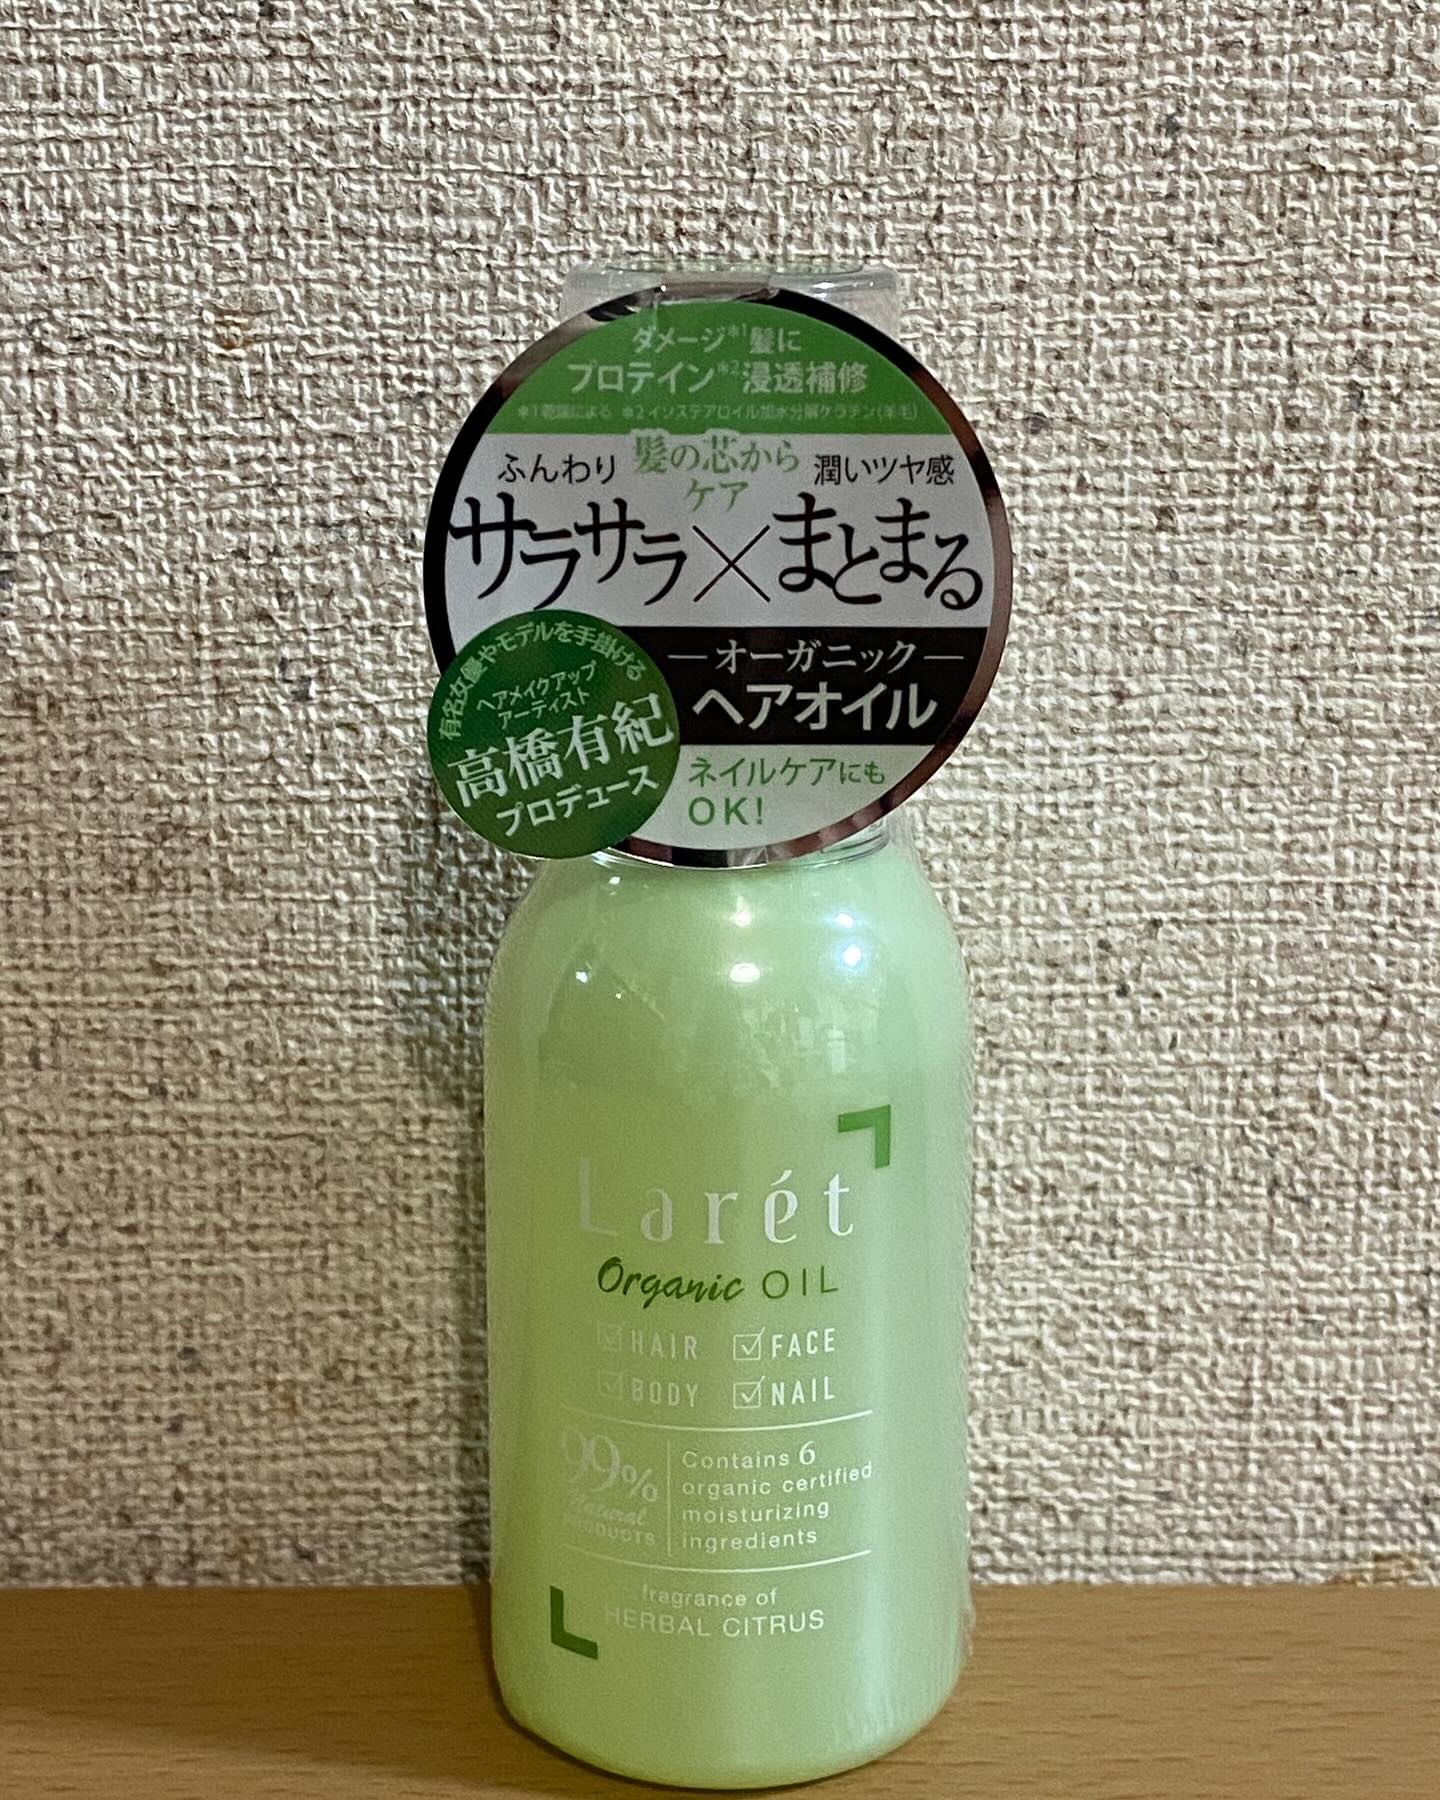 ダメージ※1髪に
プロテイン※2浸透補修
※1 乾燥による ※2 イソステアロイル加水分解ケラチン(羊毛)
髪の芯から
ケア
ふんわり 潤いツヤ感
サラサラ×まとまる
—オーガニック—
ヘアオイル
ネイルケアにも
OK!
有名女優やモデルを手掛ける
ヘアメイクアップ
アーティスト
高橋有紀
プロデュース
Larét
Organic OIL
HAIR FACE
BODY NAIL
99%
Natural
PRODUCTS
Contains 6
organic certified
moisturizing
ingredients
fragrance of
HERBAL CITRUS